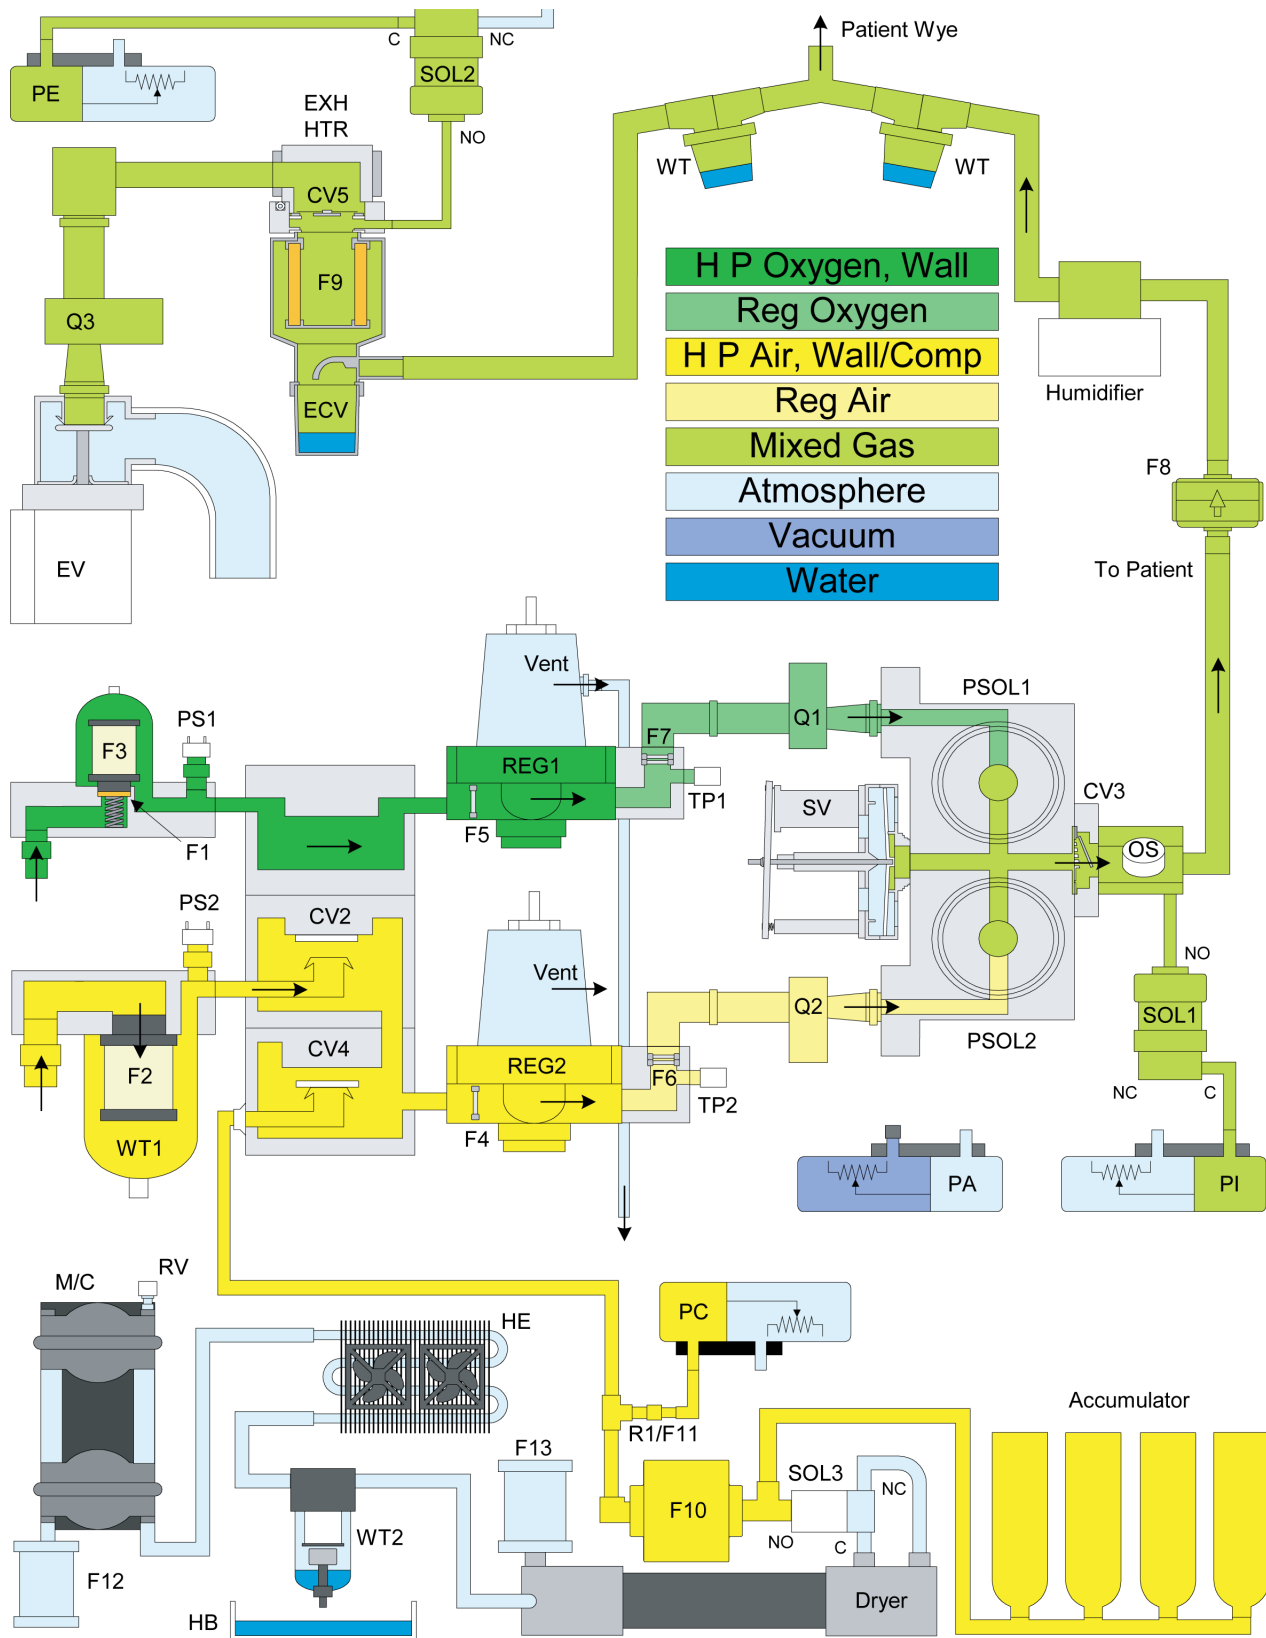 Patient Wye
C
NC
SOL2
PE
EXH
HTR
NO
WT
WT
CV5
F9
Q3
ECV
EV
H P Oxygen, Wall
Reg Oxygen
H P Air, Wall/Comp
Reg Air
Mixed Gas
Atmosphere
Vacuum
Water
Humidifier
F8
To Patient
Vent
PS1
F3
F1
REG1
F5
F7
TP1
Q1
PSOL1
SV
CV3
OS
PS2
CV2
Vent
F2
WT1
CV4
REG2
F4
F6
TP2
Q2
PSOL2
NO
SOL1
NC
C
PA
PI
M/C
RV
HE
PC
R1/F11
Accumulator
F13
F10
SOL3
NC
NO
C
WT2
F12
HB
Dryer